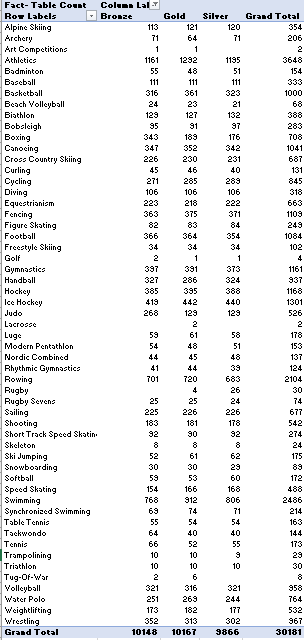 Fact- Table Count Column Lal
Row Labels Bronze Gold Silver Grand Total
Alpine Skiing 113 121 120 354
Archery 71 64 71 206
Art Competitions 1 1 2
Athletics 1161 1292 1195 3648
Badminton 55 48 51 154
Baseball 111 111 111 333
Basketball 316 361 323 1000
Beach Volleyball 24 23 21 68
Biathlon 129 127 132 388
Bobsleigh 95 91 97 283
Boxing 343 189 176 708
Canoeing 347 352 342 1041
Cross Country Skiing 226 230 231 687
Curling 45 46 40 131
Cycling 271 285 289 845
Diving 106 106 106 318
Equestrianism 223 218 222 663
Fencing 363 375 371 1109
Figure Skating 82 83 84 249
Football 366 364 354 1084
Freestyle Skiing 34 34 34 102
Golf 2 1 1 4
Gymnastics 397 391 373 1161
Handball 327 286 324 937
Hockey 385 395 388 1168
Ice Hockey 419 442 440 1301
Judo 268 129 129 526
Lacrosse 2 2
Luge 59 61 58 178
Modern Pentathlon 54 48 51 153
Nordic Combined 44 45 48 137
Rhythmic Gymnastics 41 44 39 124
Rowing 701 720 683 2104
Rugby 4 26 30
Rugby Sevens 25 25 24 74
Sailing 225 226 226 677
Shooting 183 181 178 542
Short Track Speed Skatin 92 90 92 274
Skeleton 8 8 8 24
Ski Jumping 52 61 62 175
Snowboarding 30 30 29 89
Softball 59 53 60 172
Speed Skating 154 166 168 488
Swimming 768 912 806 2486
Synchronized Swimming 69 74 71 214
Table Tennis 55 54 54 163
Taekwondo 64 40 40 144
Tennis 66 52 55 173
Trampolining 10 10 9 29
Triathlon 10 10 10 30
Tug-Of-War 2 6 8
Volleyball 321 316 321 958
Water Polo 251 269 244 764
Weightlifting 173 182 177 532
Wrestling 352 313 302 967
Grand Total 10148 10167 9866 30181